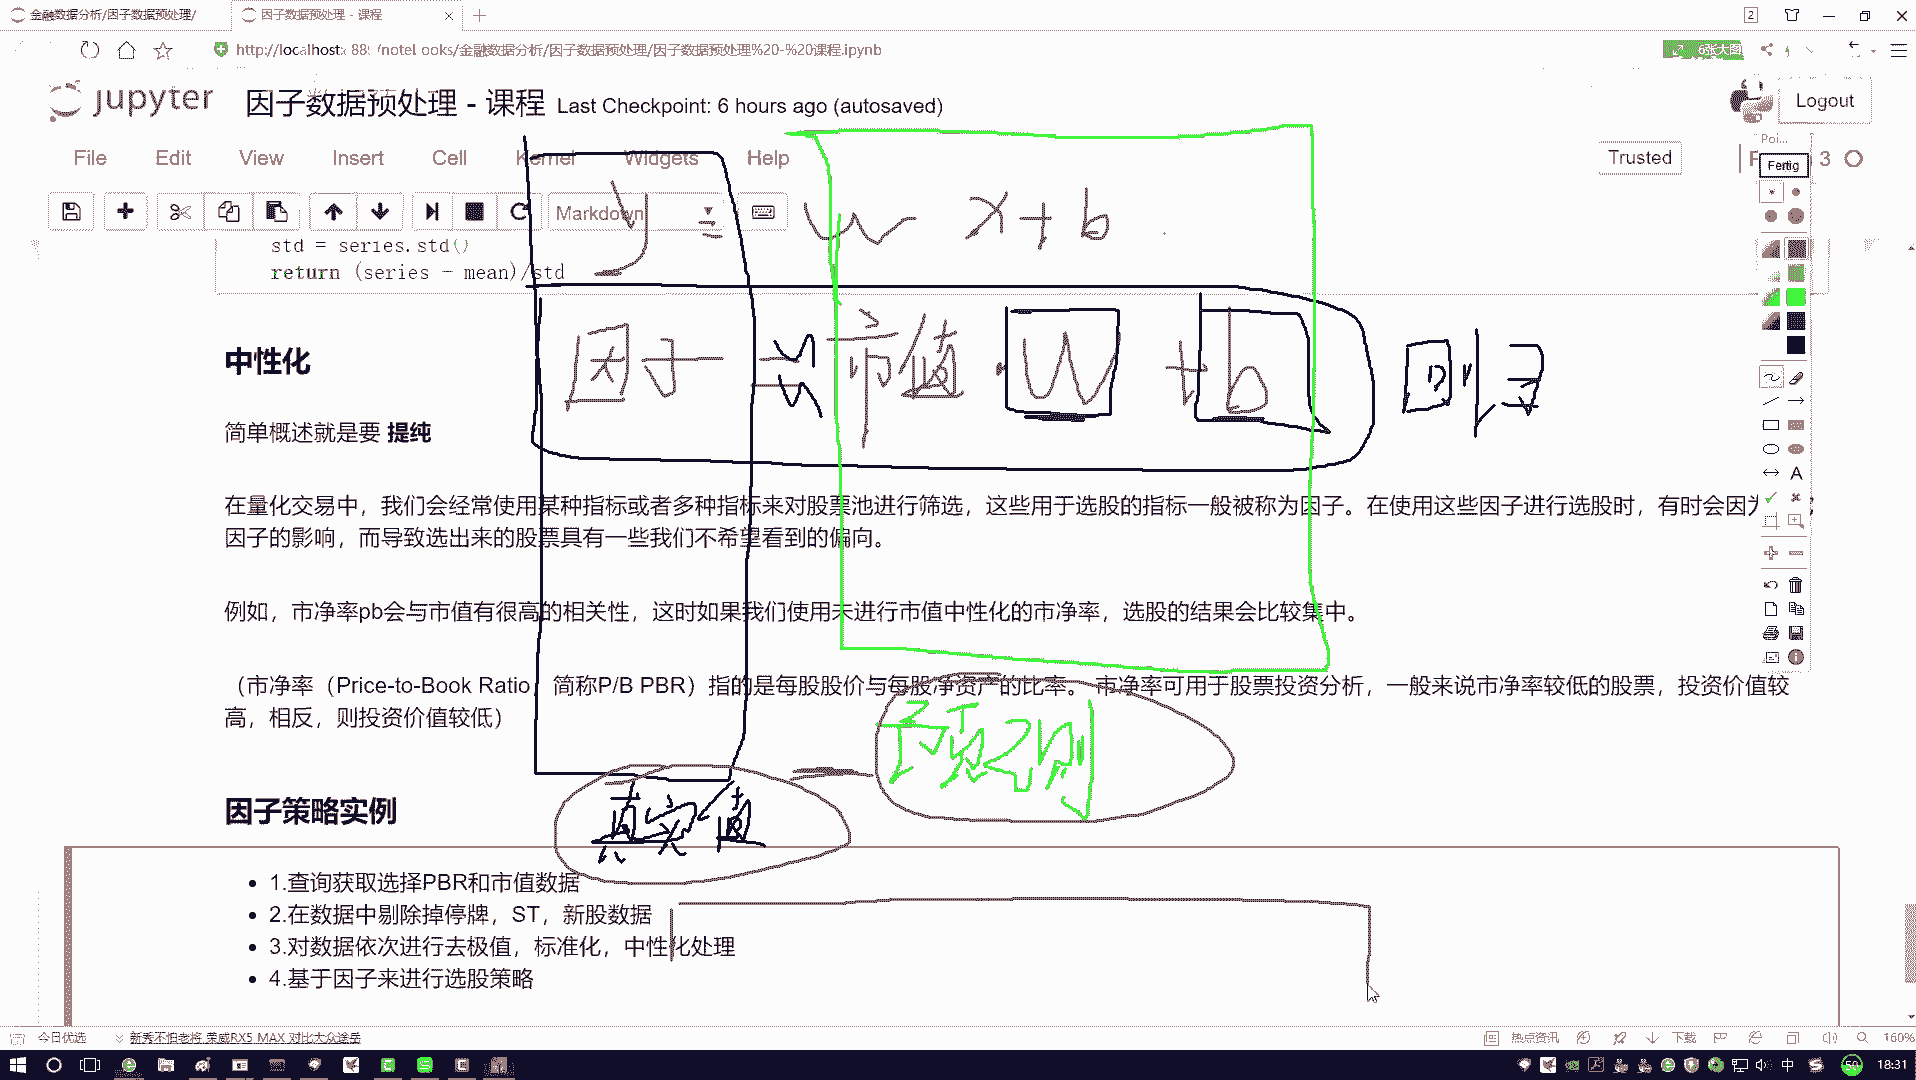 金融数据分析/因子数据预处理/
因子数据预处理 - 课程
2
/notel ooks/金融数据分析/因子数据预处理/因子数据预处理%20-%20课程.ipynb
6张大图
jupyter
因子数据预处理 - 课程 Last Checkpoint: 6 hours ago (autosaved)
Logout
File Edit View Insert Cell Kernel Widgets Help
Trusted
3
Poi...
Fertig
Markdown
y = w x + b
std = series.std()
return (series - mean)/std
因子 市值 · W + b 回归
中性化
简单概述就是要 提纯
在量化交易中，我们会经常使用某种指标或者多种指标来对股票池进行筛选，这些用于选股的指标一般被称为因子。在使用这些因子进行选股时，有时会因为
因子的影响，而导致选出来的股票具有一些我们不希望看到的偏向。
例如，市净率pb会与市值有很高的相关性，这时如果我们使用未进行市值中性化的市净率，选股的结果会比较集中。
（市净率（Price-to-Book Ratio，简称P/B PBR）指的是每股股价与每股净资产的比率。 市净率可用于股票投资分析，一般来说市净率较低的股票，投资价值较
高，相反，则投资价值较低）
预测
真实值
因子策略实例
1.查询获取选择PBR和市值数据
2.在数据中剔除掉停牌，ST，新股数据
3.对数据依次进行去极值，标准化，中性化处理
4.基于因子来进行选股策略
今日优选
新秀不怕老将 荣威RX5 MAX 对比大众途岳
热点资讯
下载
160%
中
18:31